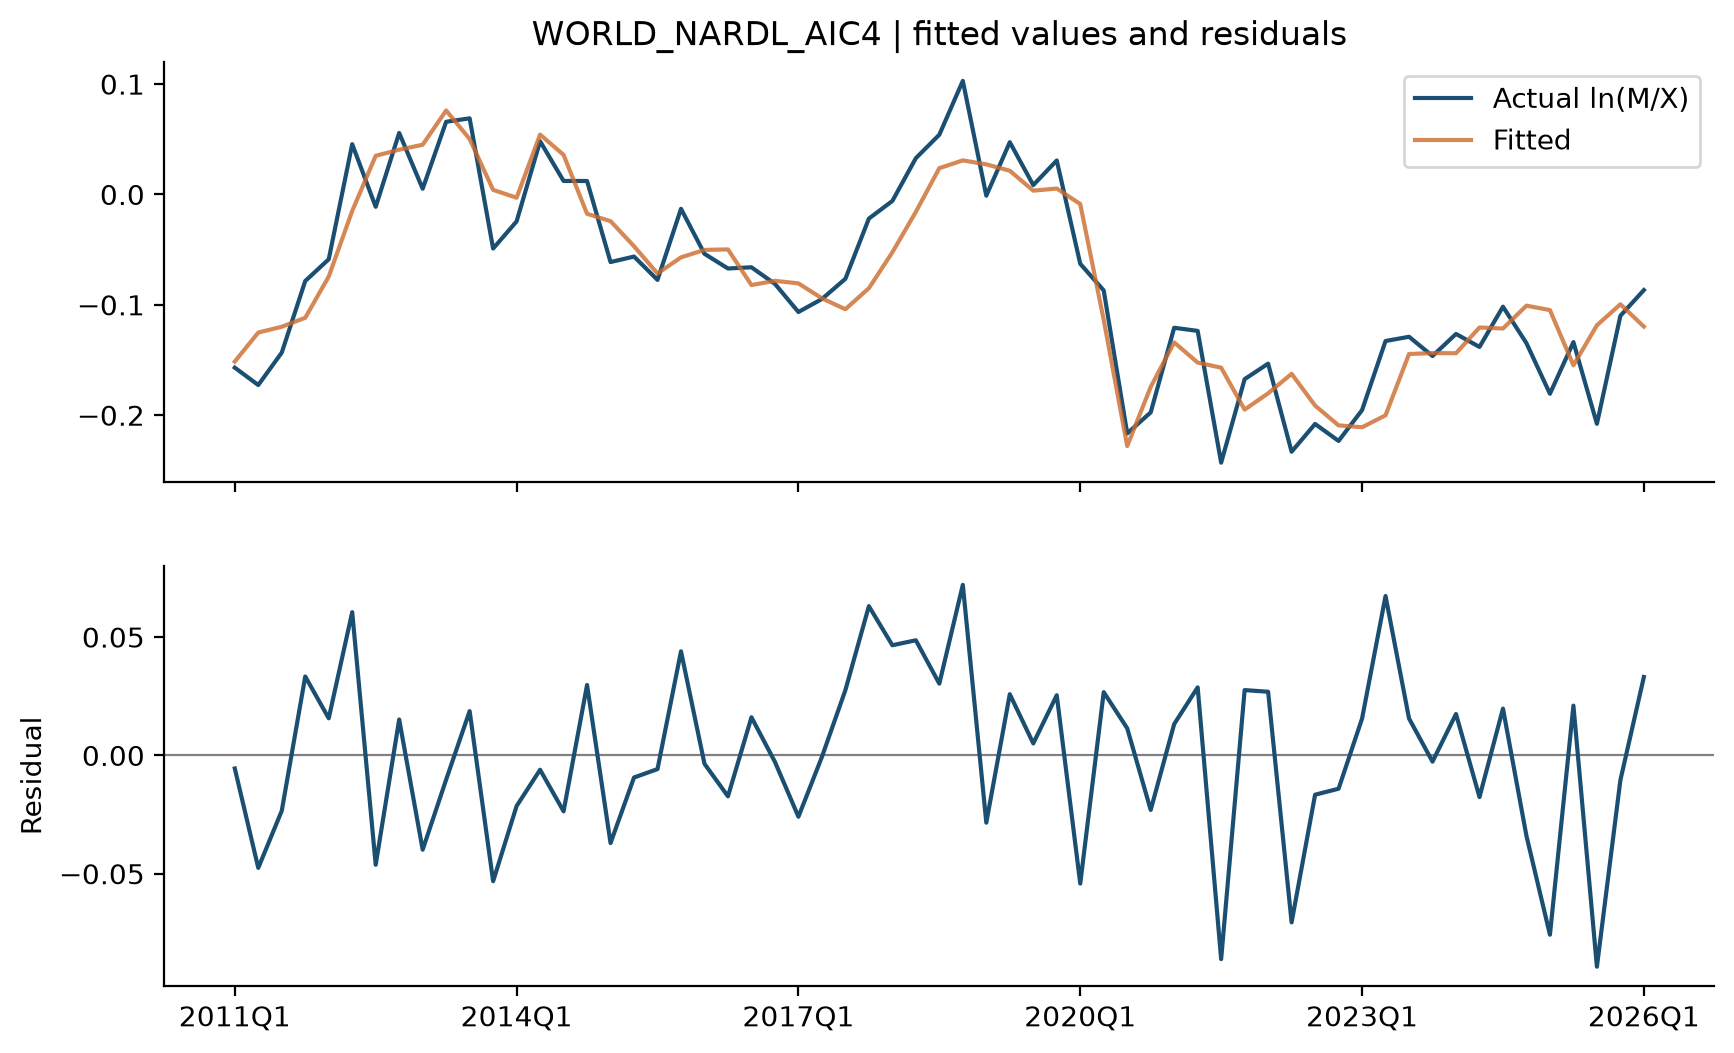 WORLD_NARDL_AIC4 | fitted values and residuals
Actual ln(M/X)
Fitted
0.1
0.0
−0.1
−0.2
Residual
0.05
0.00
−0.05
2011Q1 2014Q1 2017Q1 2020Q1 2023Q1 2026Q1